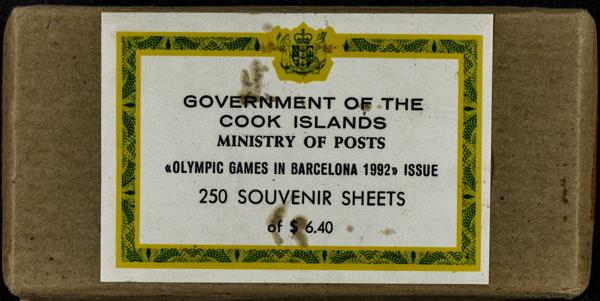 GOVERNMENT OF THE
COOK ISLANDS
MINISTRY OF POSTS
«OLYMPIC GAMES IN BARCELONA 1992» ISSUE
250 SOUVENIR SHEETS
of $ 6.40